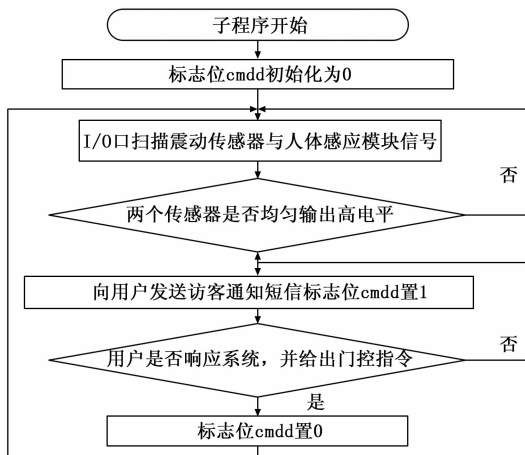 子程序开始
标志位cmdd初始化为0
I/O口扫描震动传感器与人体感应模块信号
否
两个传感器是否均匀输出高电平
向用户发送访客通知短信标志位cmdd置1
否
用户是否响应系统，并给出门控指令
是
标志位cmdd置0